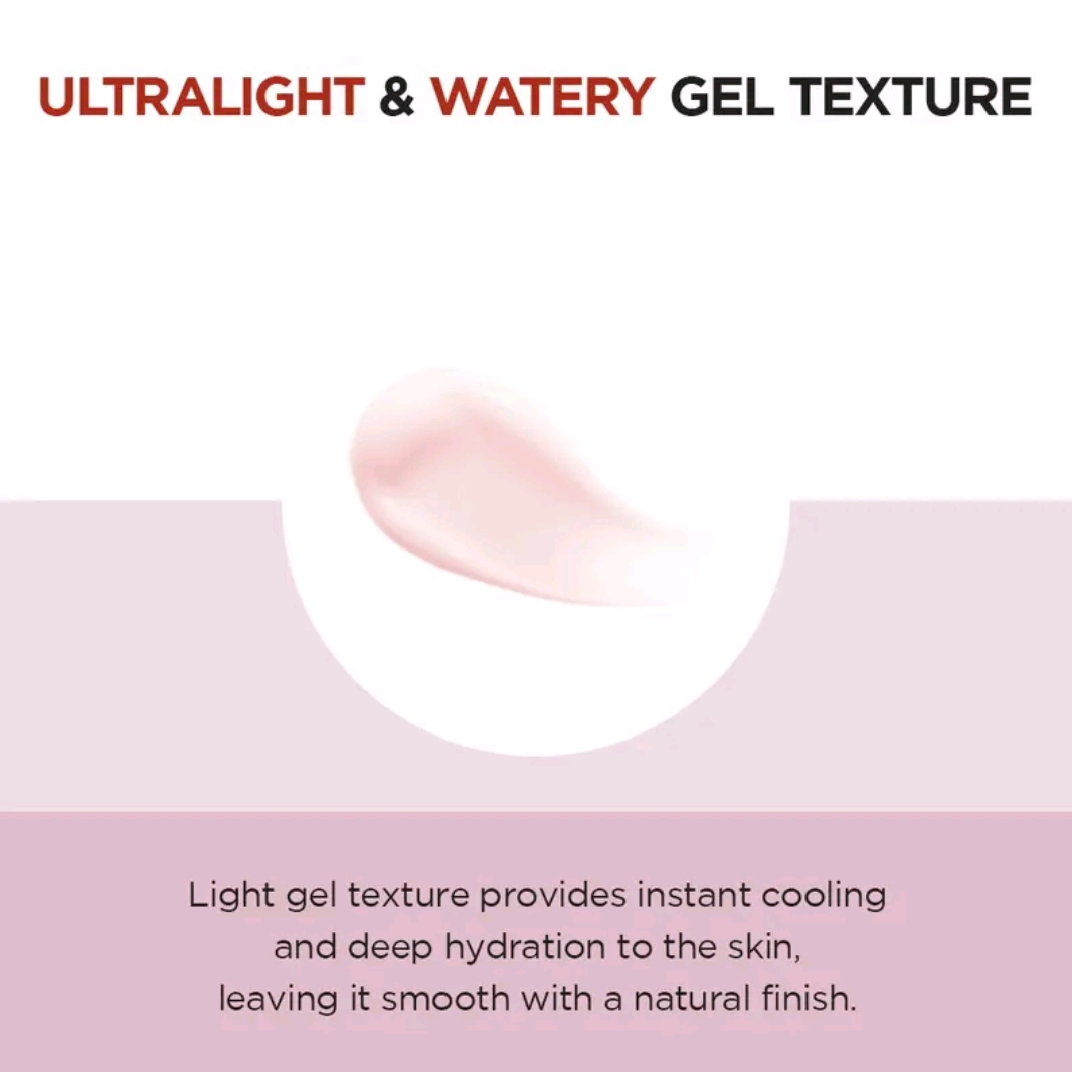 ULTRALIGHT & WATERY GEL TEXTURE
Light gel texture provides instant cooling
and deep hydration to the skin,
leaving it smooth with a natural finish.